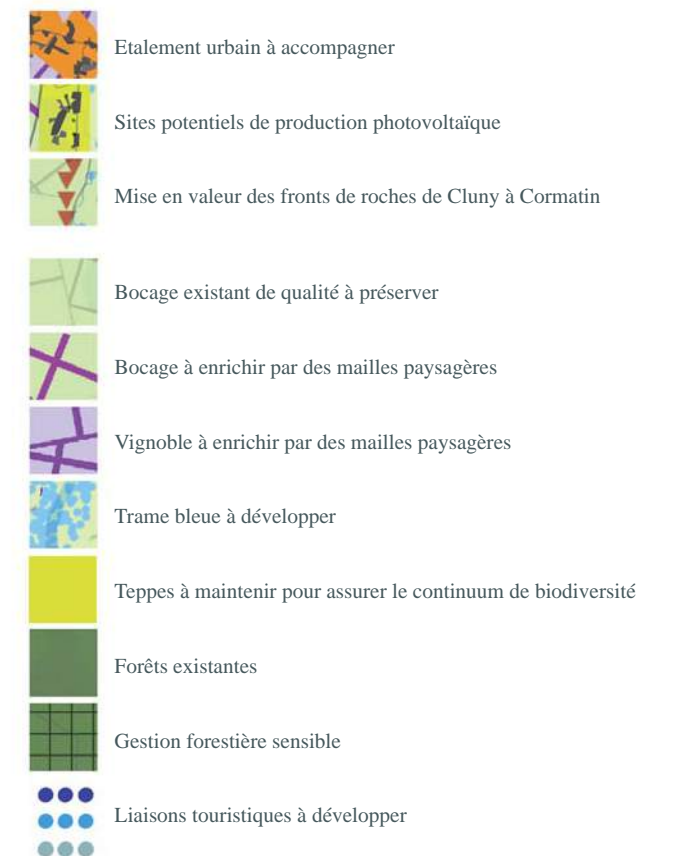 Etalement urbain à accompagner
Sites potentiels de production photovoltaïque
Mise en valeur des fronts de roches de Cluny à Cormatin
Bocage existant de qualité à préserver
Bocage à enrichir par des mailles paysagères
Vignoble à enrichir par des mailles paysagères
Trame bleue à développer
Teppes à maintenir pour assurer le continuum de biodiversité
Forêts existantes
Gestion forestière sensible
Liaisons touristiques à développer